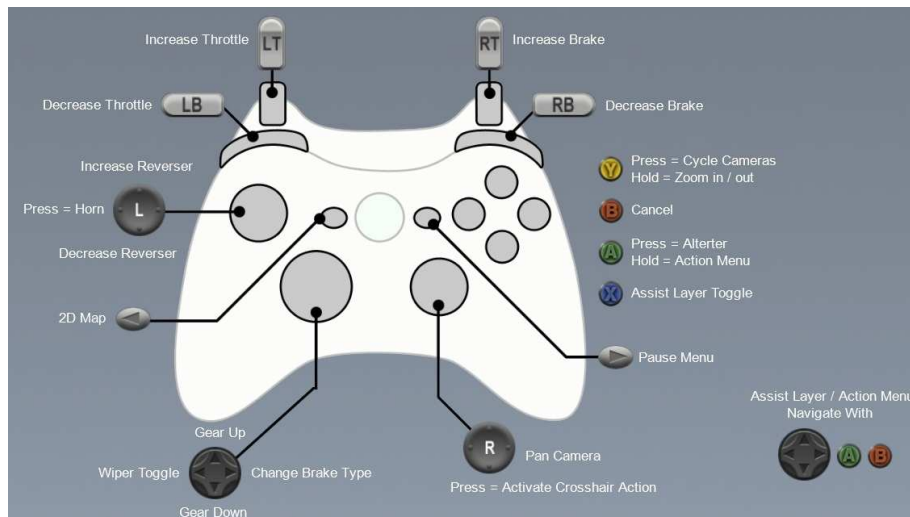 Increase Throttle
LT
RT
Increase Brake
Decrease Throttle
LB
RB
Decrease Brake
Increase Reverser
Press = Horn
L
Decrease Reverser
Y
Press = Cycle Cameras
Hold = Zoom in / out
B
Cancel
A
Press = Alterter
Hold = Action Menu
X
Assist Layer Toggle
2D Map
Pause Menu
Assist Layer / Action Menu
Navigate With
A
B
Gear Up
Wiper Toggle
Change Brake Type
Gear Down
R
Pan Camera
Press = Activate Crosshair Action